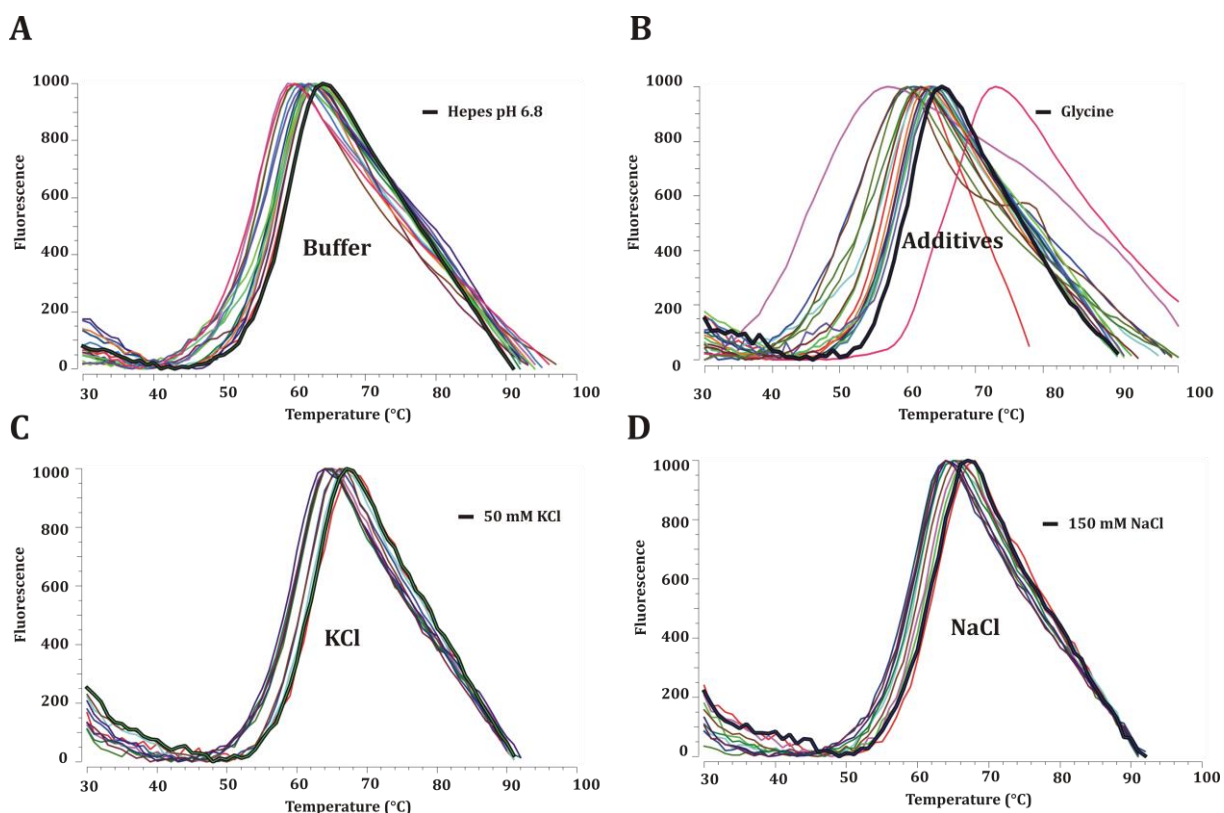 A
1000
800
600
400
200
0
Fluorescence
Hepes pH 6.8
Buffer
30 40 50 60 70 80 90 100
Temperature (°C)
B
1000
800
600
400
200
0
Fluorescence
Glycine
Additives
30 40 50 60 70 80 90 100
Temperature (°C)
C
1000
800
600
400
200
0
Fluorescence
50 mM KCl
KCl
30 40 50 60 70 80 90 100
Temperature (°C)
D
1000
800
600
400
200
0
Fluorescence
150 mM NaCl
NaCl
30 40 50 60 70 80 90 100
Temperature (°C)